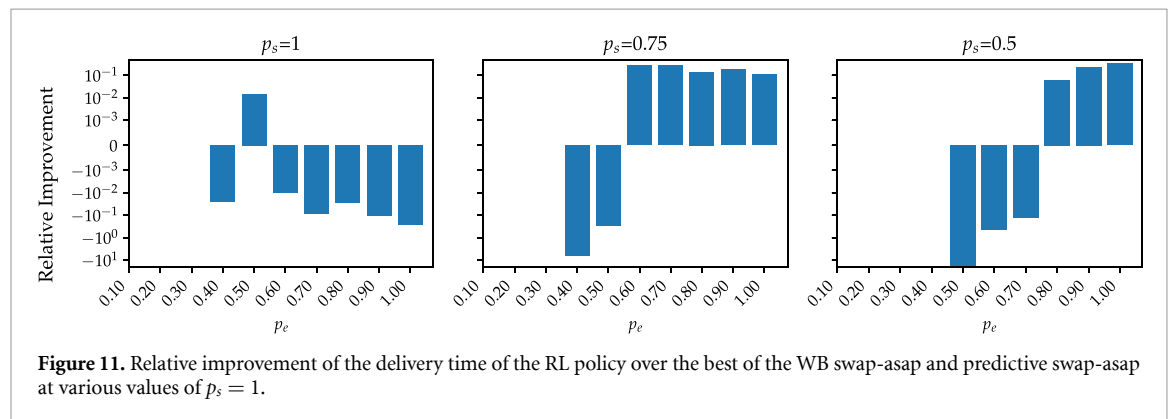 p_s=1
p_s=0.75
p_s=0.5
Relative Improvement
10^{-1}
10^{-2}
10^{-3}
0
−10^{-3}
−10^{-2}
−10^{-1}
−10^{0}
−10^{1}
0.10 0.20 0.30 0.40 0.50 0.60 0.70 0.80 0.90 1.00
0.10 0.20 0.30 0.40 0.50 0.60 0.70 0.80 0.90 1.00
0.10 0.20 0.30 0.40 0.50 0.60 0.70 0.80 0.90 1.00
p_e
p_e
p_e
Figure 11. Relative improvement of the delivery time of the RL policy over the best of the WB swap-asap and predictive swap-asap
at various values of p_s = 1.